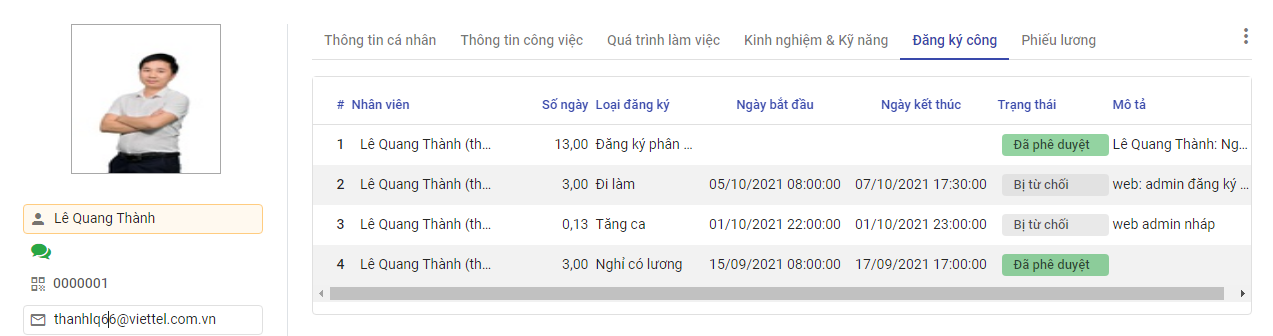 Thông tin cá nhân Thông tin công việc Quá trình làm việc Kinh nghiệm & Kỹ năng Đăng ký công Phiếu lương
# Nhân viên Số ngày Loại đăng ký Ngày bắt đầu Ngày kết thúc Trạng thái Mô tả
1 Lê Quang Thành (th... 13,00 Đăng ký phân ... Đã phê duyệt Lê Quang Thành: Ng...
2 Lê Quang Thành (th... 3,00 Đi làm 05/10/2021 08:00:00 07/10/2021 17:30:00 Bị từ chối web: admin đăng ký ...
3 Lê Quang Thành (th... 0,13 Tăng ca 01/10/2021 22:00:00 01/10/2021 23:00:00 Bị từ chối web admin nháp
4 Lê Quang Thành (th... 3,00 Nghỉ có lương 15/09/2021 08:00:00 17/09/2021 17:00:00 Đã phê duyệt
Lê Quang Thành
0000001
thanhlq66@viettel.com.vn